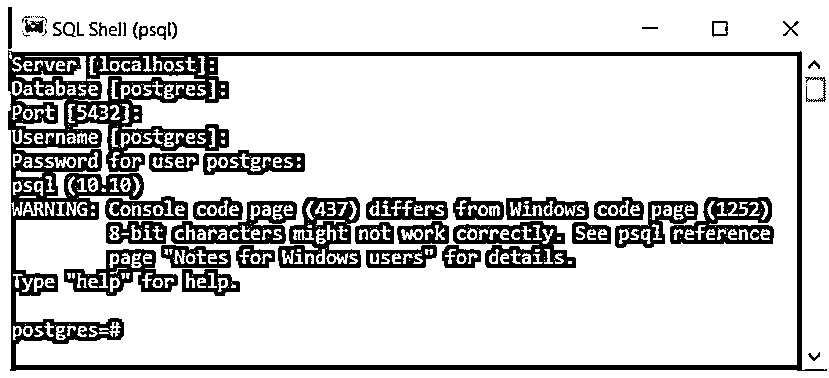 SQL Shell (psql)
Server [localhost]:
Database [postgres]:
Port [5432]:
Username [postgres]:
Password for user postgres:
psql (10.10)
WARNING: Console code page (437) differs from Windows code page (1252)
8-bit characters might not work correctly. See psql reference
page "Notes for Windows users" for details.
Type "help" for help.
postgres=#